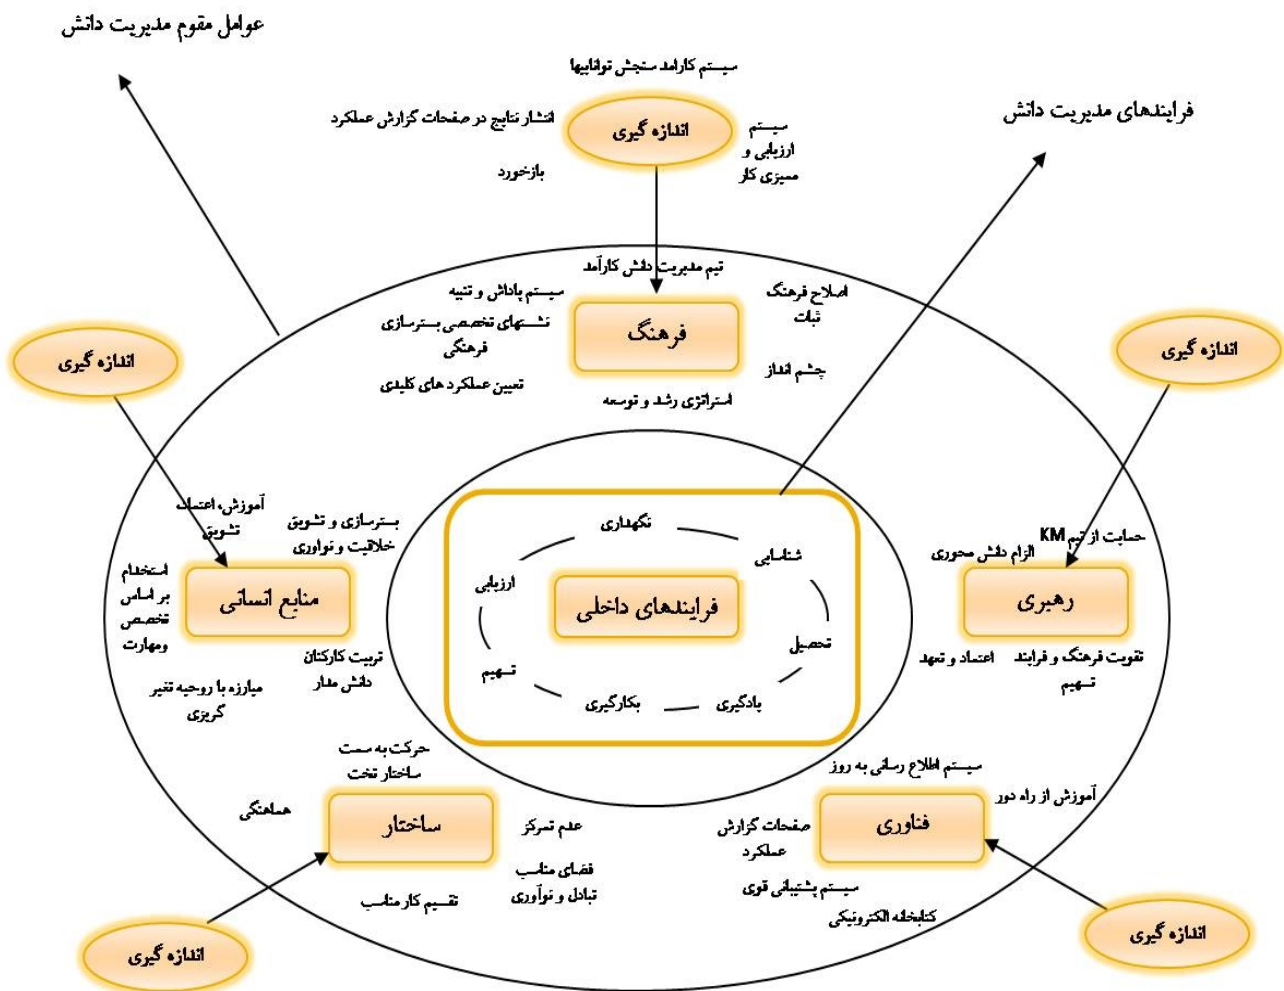 عوامل مقوم مدیریت دانش
فرایندهای مدیریت دانش
سیستم کارامد سنجش تواناییها
انتشار نتایج در صفحات گزارش عملکرد
اندازه گیری
سیستم
ارزیابی و
ممیزی کار
بازخورد
تیم مدیریت دانش کارآمد
سیستم پاداش و تنبیه
اصلاح فرهنگ
ثبات
نشستهای تخصصی بسترسازی
فرهنگی
فرهنگ
چشم انداز
تعیین عملکرد های کلیدی
استراتژی رشد و توسعه
اندازه گیری
اندازه گیری
آموزش، اعتماد،
تشویق
بسترسازی و تشویق
خلاقیت و نواوری
استخدام
بر اساس
تخصص
ومهارت
منابع انسانی
تربیت کارکنان
دانش مدار
مبارزه با روحیه تغیر
گریزی
نگهداری
شناسایی
ارزیابی
فرایندهای داخلی
تحصیل
تسهیم
بکارگیری
یادگیری
حمایت از تیم KM
الزام دانش محوری
رهبری
تقویت فرهنگ و فرایند
تسهیم
اعتماد و تعهد
حرکت به سمت
ساختار تخت
هماهنگی
ساختار
عدم تمرکز
فضای مناسب
تبادل و نوآوری
تقسیم کار مناسب
اندازه گیری
سیستم اطلاع رسانی به روز
آموزش از راه دور
فناوری
صفحات گزارش
عملکرد
سیستم پشتیبانی قوی
کتابخانه الکترونیکی
اندازه گیری